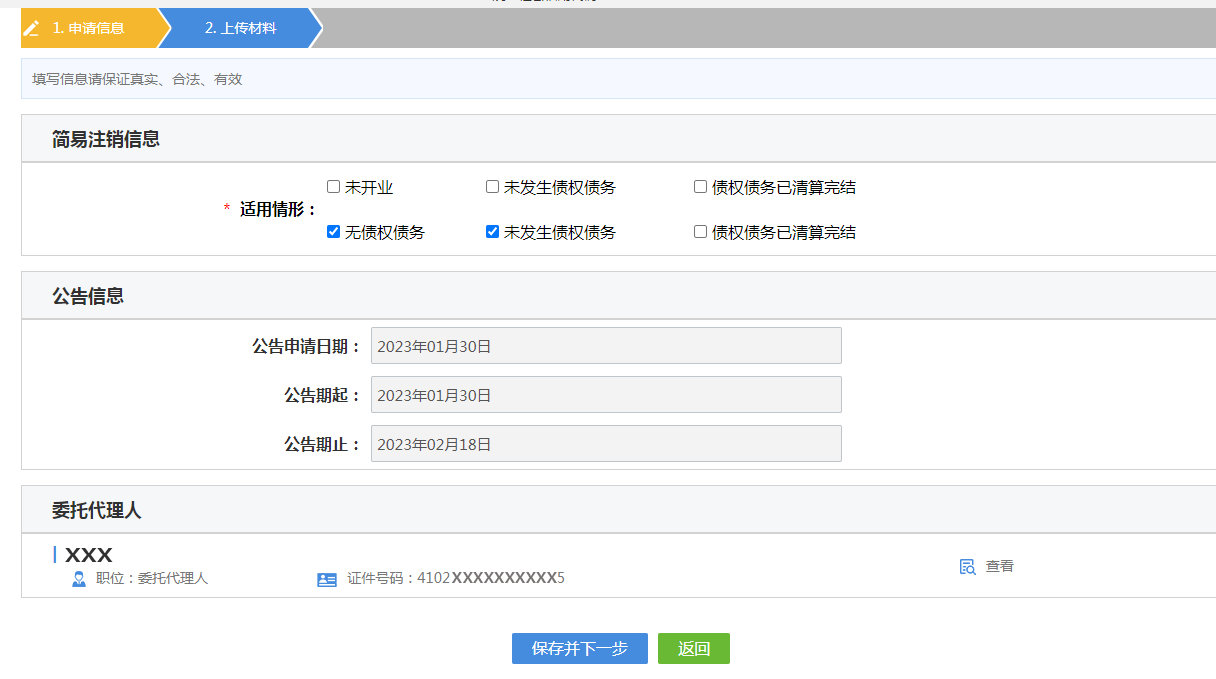 1. 申请信息
2. 上传材料
填写信息请保证真实、合法、有效
简易注销信息
未开业 未发生债权债务 债权债务已清算完结
* 适用情形：
无债权债务 未发生债权债务 债权债务已清算完结
公告信息
公告申请日期： 2023年01月30日
公告期起： 2023年01月30日
公告期止： 2023年02月18日
委托代理人
XXX
职位：委托代理人 证件号码：4102XXXXXXXXXX5 查看
保存并下一步 返回